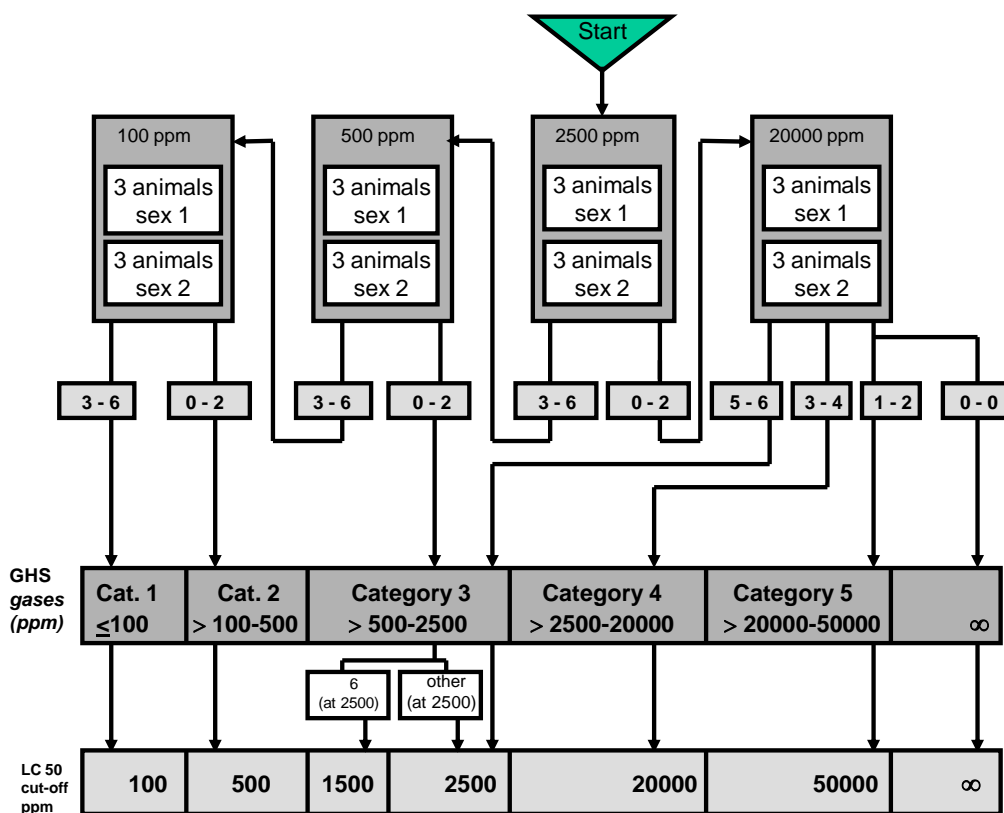 Start
100 ppm
3 animals
sex 1
3 animals
sex 2
500 ppm
3 animals
sex 1
3 animals
sex 2
2500 ppm
3 animals
sex 1
3 animals
sex 2
20000 ppm
3 animals
sex 1
3 animals
sex 2
3 - 6
0 - 2
3 - 6
0 - 2
3 - 6
0 - 2
5 - 6
3 - 4
1 - 2
0 - 0
GHS
gases
(ppm)
Cat. 1
≤100
Cat. 2
> 100-500
Category 3
> 500-2500
Category 4
> 2500-20000
Category 5
> 20000-50000
∞
6
(at 2500)
other
(at 2500)
LC 50
cut-off
ppm
100
500
1500
2500
20000
50000
∞